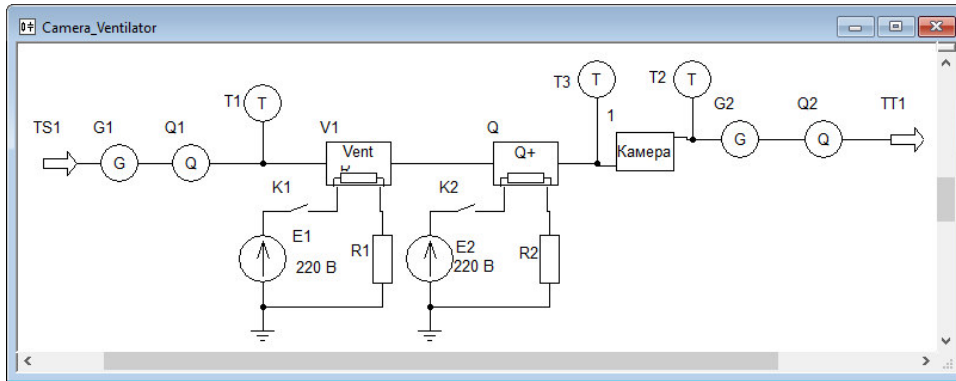 Camera_Ventilator
TS1
G1
G
Q1
Q
T1
T
V1
Vent
K1
E1
220 В
R1
Q
Q+
K2
E2
220 В
R2
T3
T
1
Камера
T2
T
G2
G
Q2
Q
TT1